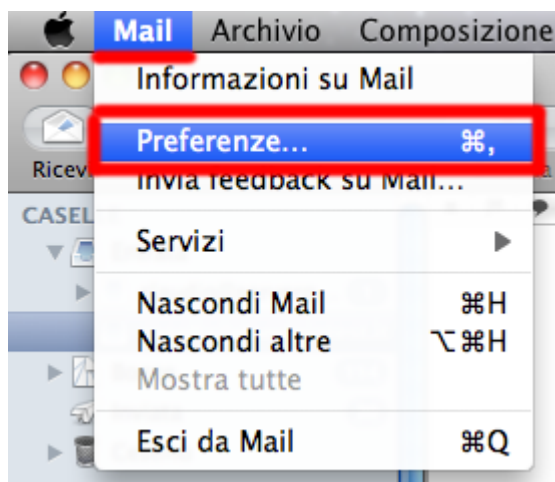 Mail Archivio Composizione
Informazioni su Mail
Preferenze... ⌘,
Ricev
Invia feedback su Mail...
CASEL
Servizi ▶
Nascondi Mail ⌘H
Nascondi altre ⌥⌘H
Mostra tutte
Esci da Mail ⌘Q